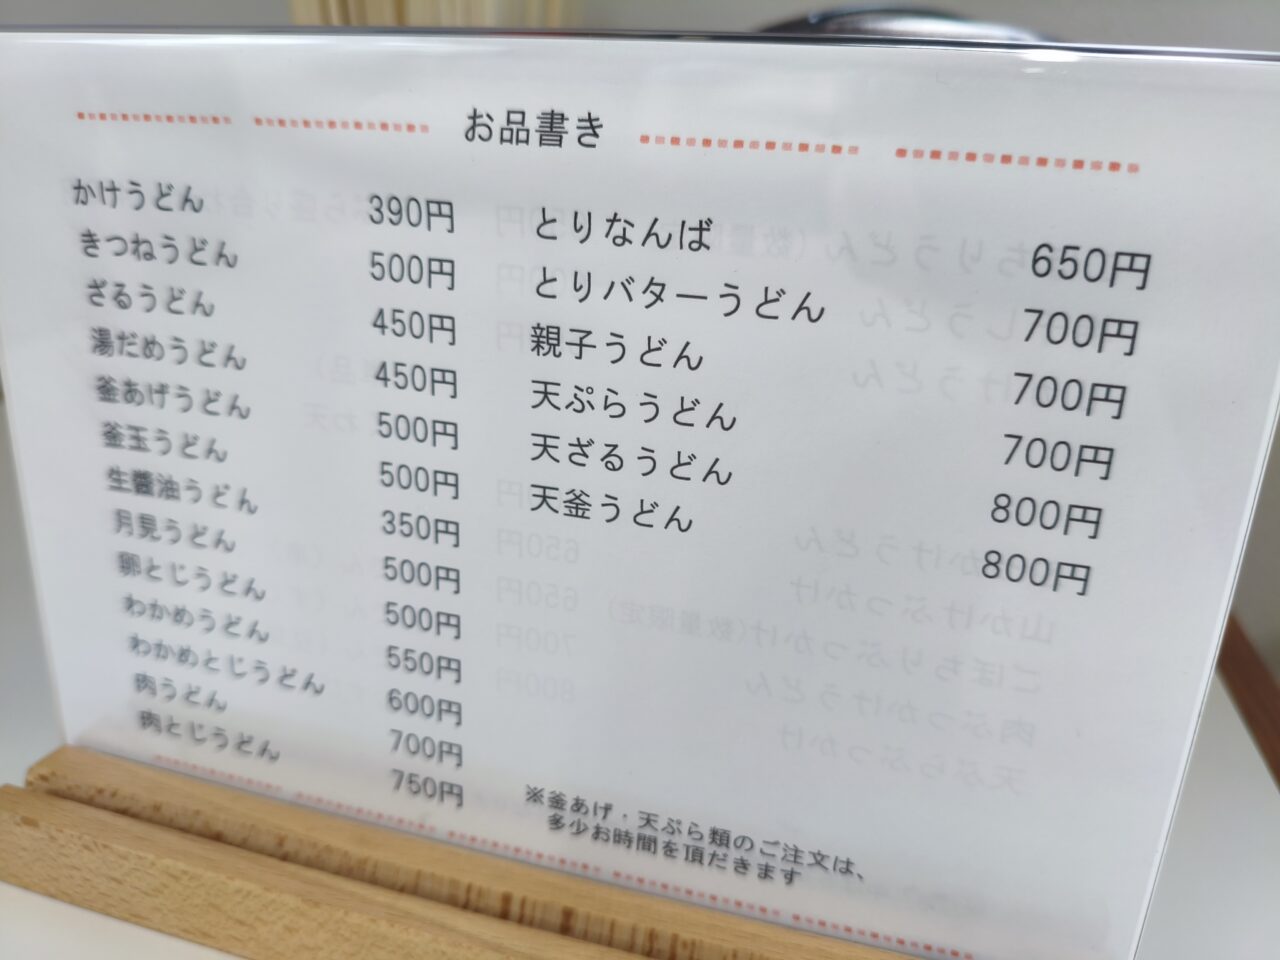 お品書き
かけうどん 390円
きつねうどん 500円
ざるうどん 450円
湯だめうどん 450円
釜あげうどん 500円
釜玉うどん 500円
生醬油うどん 350円
月見うどん 500円
卵とじうどん 500円
わかめうどん 550円
わかめとじうどん 600円
肉うどん 700円
肉とじうどん 750円
とりなんば 650円
とりバターうどん 700円
親子うどん 700円
天ぷらうどん 700円
天ざるうどん 800円
天釜うどん 800円
※釜あげ・天ぷら類のご注文は、
多少お時間を頂だきます